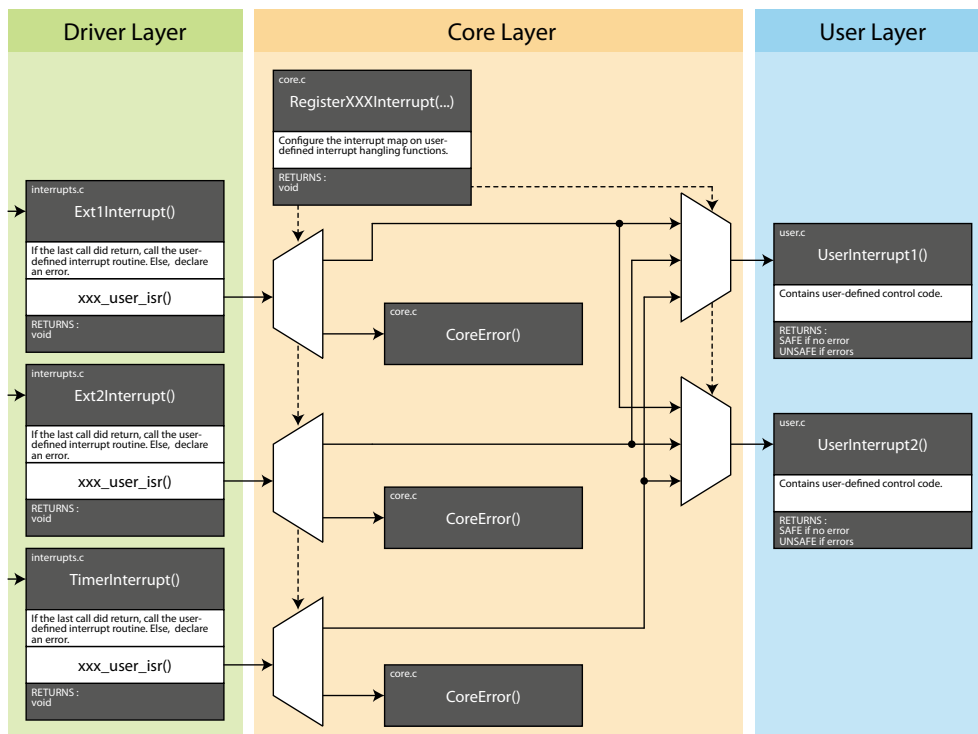 Driver Layer
Core Layer
User Layer
core.c
RegisterXXXInterrupt(...)
Configure the interrupt map on user-
defined interrupt hangling functions.
RETURNS :
void
interrupts.c
Ext1Interrupt()
If the last call did return, call the user-
defined interrupt routine. Else, declare
an error.
xxx_user_isr()
RETURNS :
void
core.c
CoreError()
user.c
UserInterrupt1()
Contains user-defined control code.
RETURNS :
SAFE if no error
UNSAFE if errors
interrupts.c
Ext2Interrupt()
If the last call did return, call the user-
defined interrupt routine. Else, declare
an error.
xxx_user_isr()
RETURNS :
void
core.c
CoreError()
user.c
UserInterrupt2()
Contains user-defined control code.
RETURNS :
SAFE if no error
UNSAFE if errors
interrupts.c
TimerInterrupt()
If the last call did return, call the user-
defined interrupt routine. Else, declare
an error.
xxx_user_isr()
RETURNS :
void
core.c
CoreError()